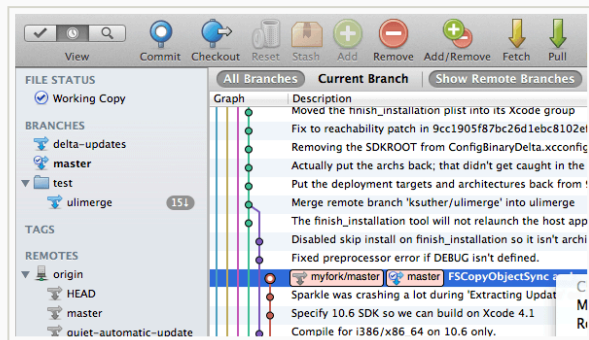 View Commit Checkout Reset Stash Add Remove Add/Remove Fetch Pull
FILE STATUS
Working Copy
BRANCHES
delta-updates
master
test
ulimerge 15↓
TAGS
REMOTES
origin
HEAD
master
quiet-automatic-update
All Branches Current Branch Show Remote Branches
Graph Description
Moved the finish_installation plist into its Xcode group
Fix to reachability patch in 9cc1905f87bc26d1ebc8102ef
Removing the SDKROOT from ConfigBinaryDelta.xcconfig
Actually put the archs back; that didn't get caught in the
Put the deployment targets and architectures back from
Merge remote branch 'ksuther/ulimerge' into ulimerge
The finish_installation tool will not relaunch the host app
Disabled skip install on finish_installation so it isn't archi
Fixed preprocessor error if DEBUG isn't defined.
myfork/master master FSCopyObjectSync
Sparkle was crashing a lot during 'Extracting Updat
Specify 10.6 SDK so we can build on Xcode 4.1
Compile for i386/x86_64 on 10.6 only.
C
M
R